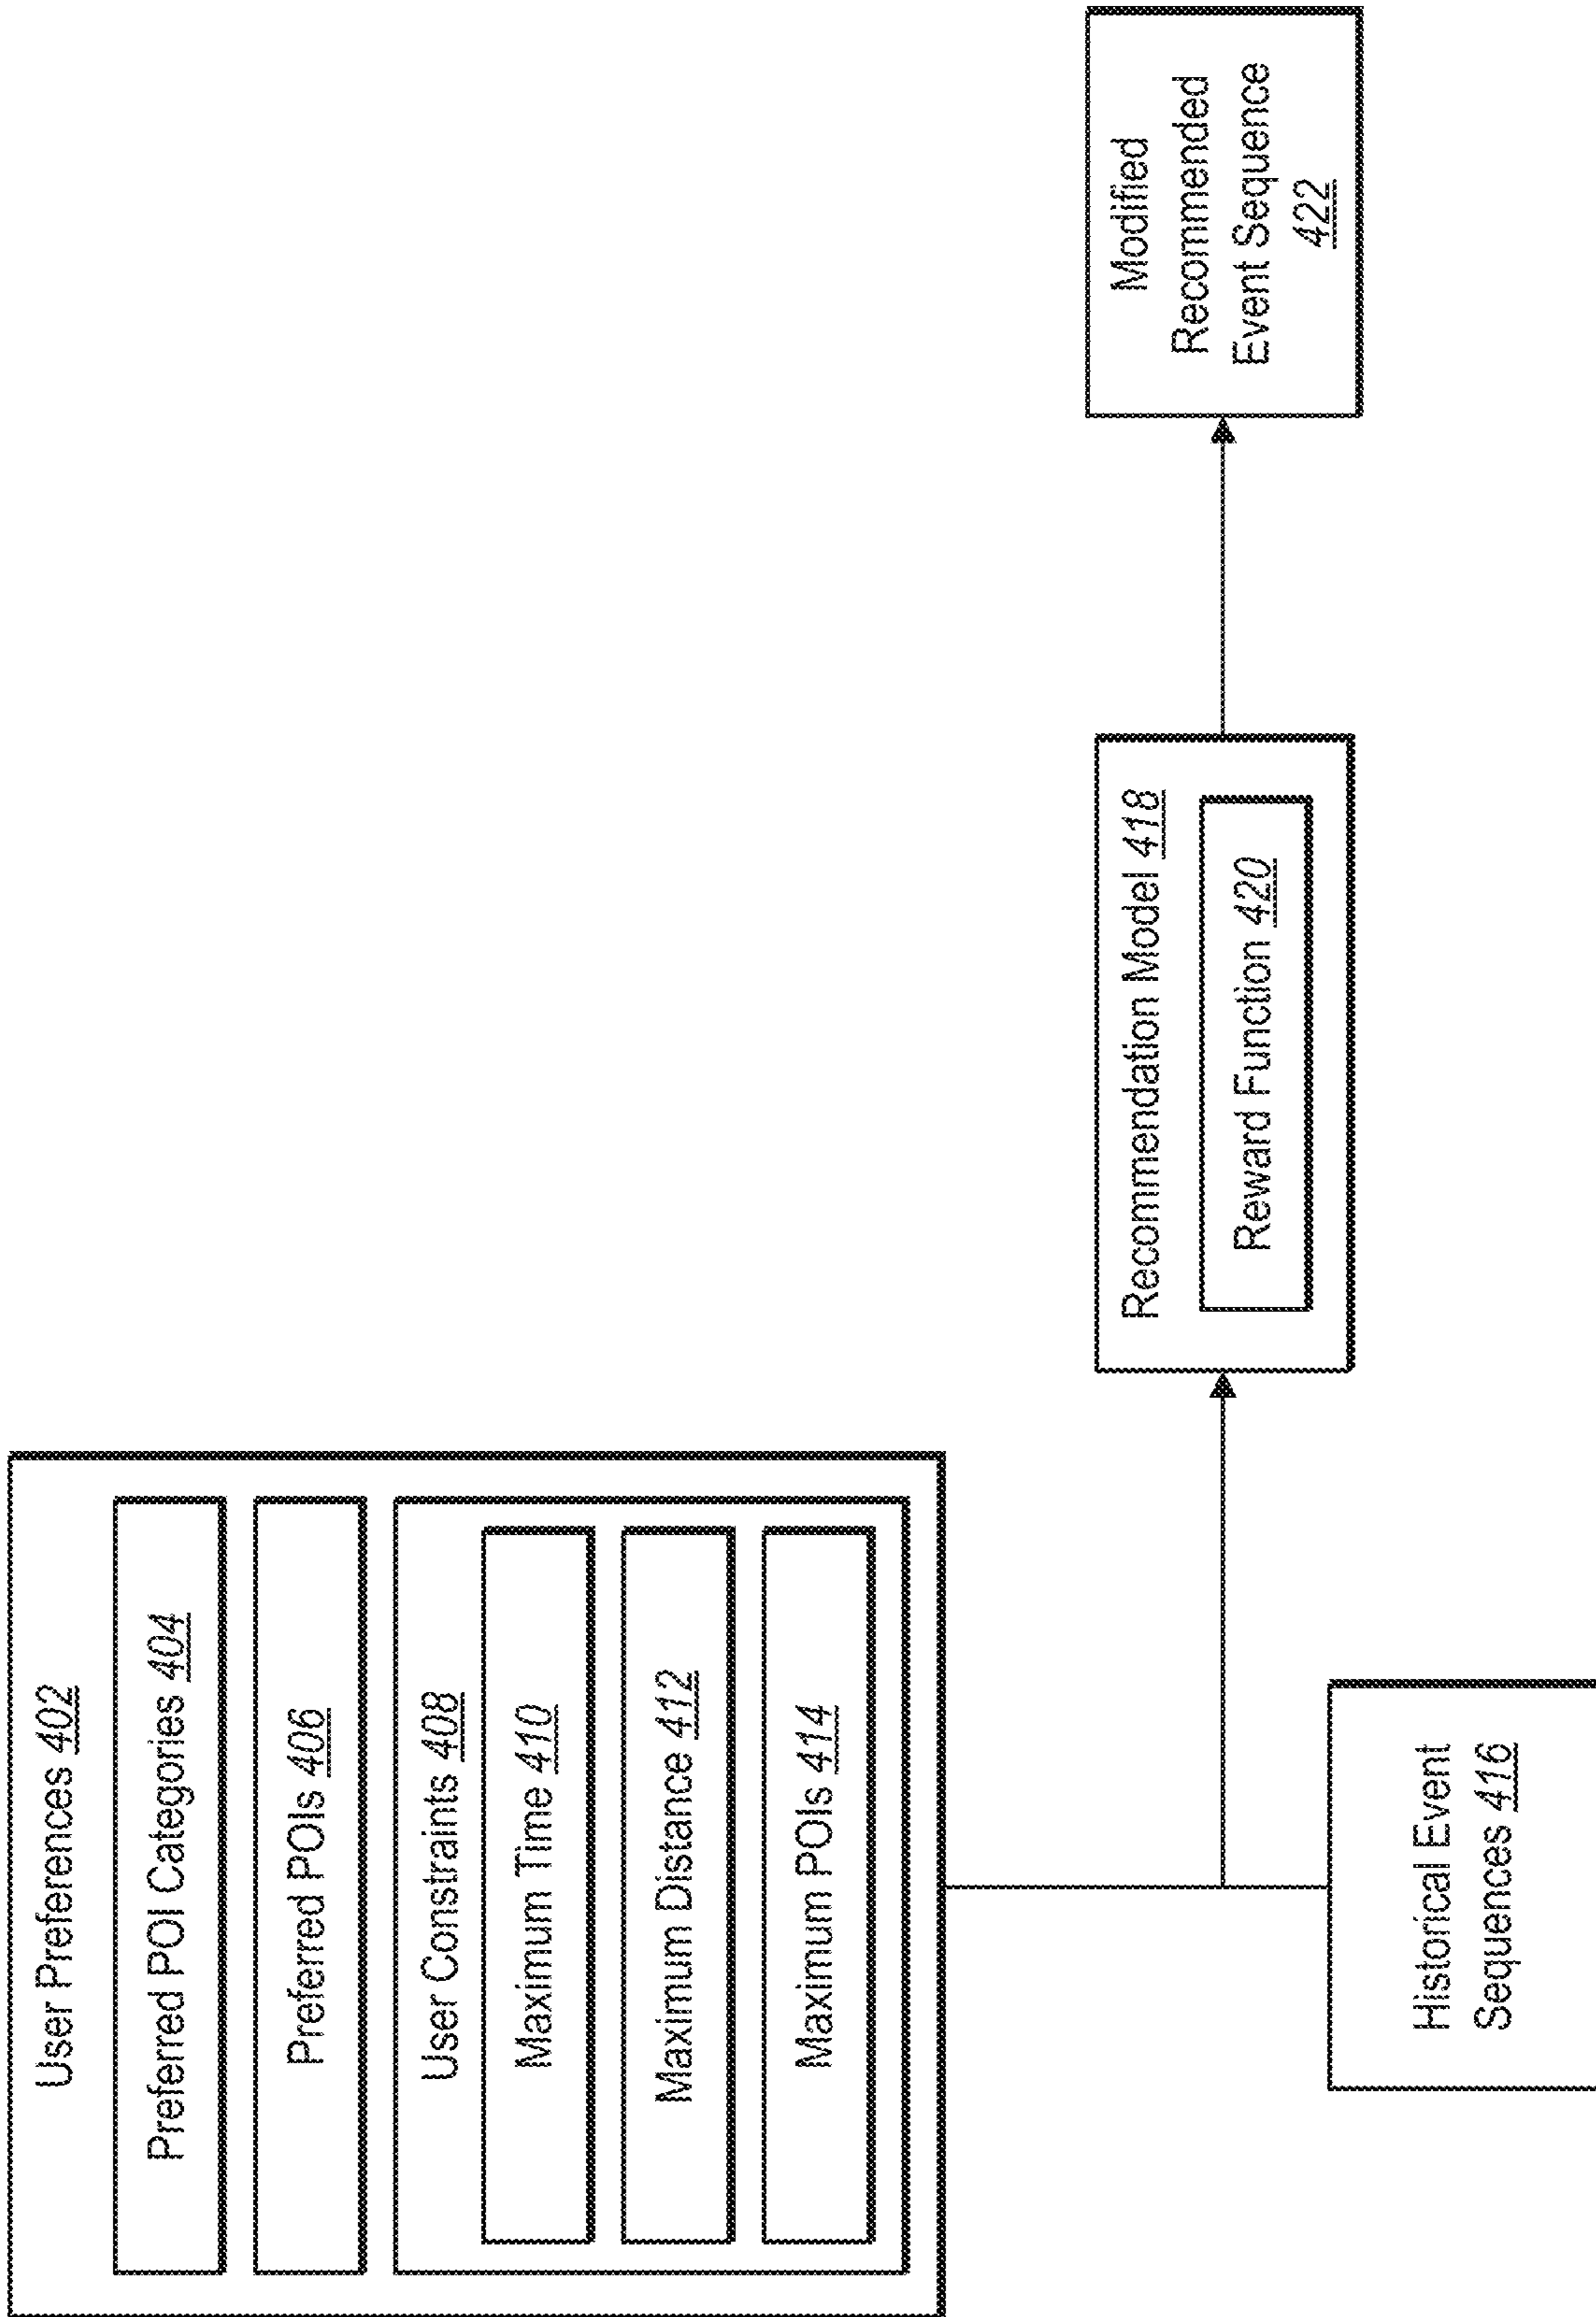 User Preferences 402
Preferred POI Categories 404
Preferred POIs 406
User Constraints 408
Maximum Time 410
Maximum Distance 412
Maximum POIs 414
Historical Event
Sequences 416
Recommendation Model 418
Reward Function 420
Modified
Recommended
Event Sequence
422